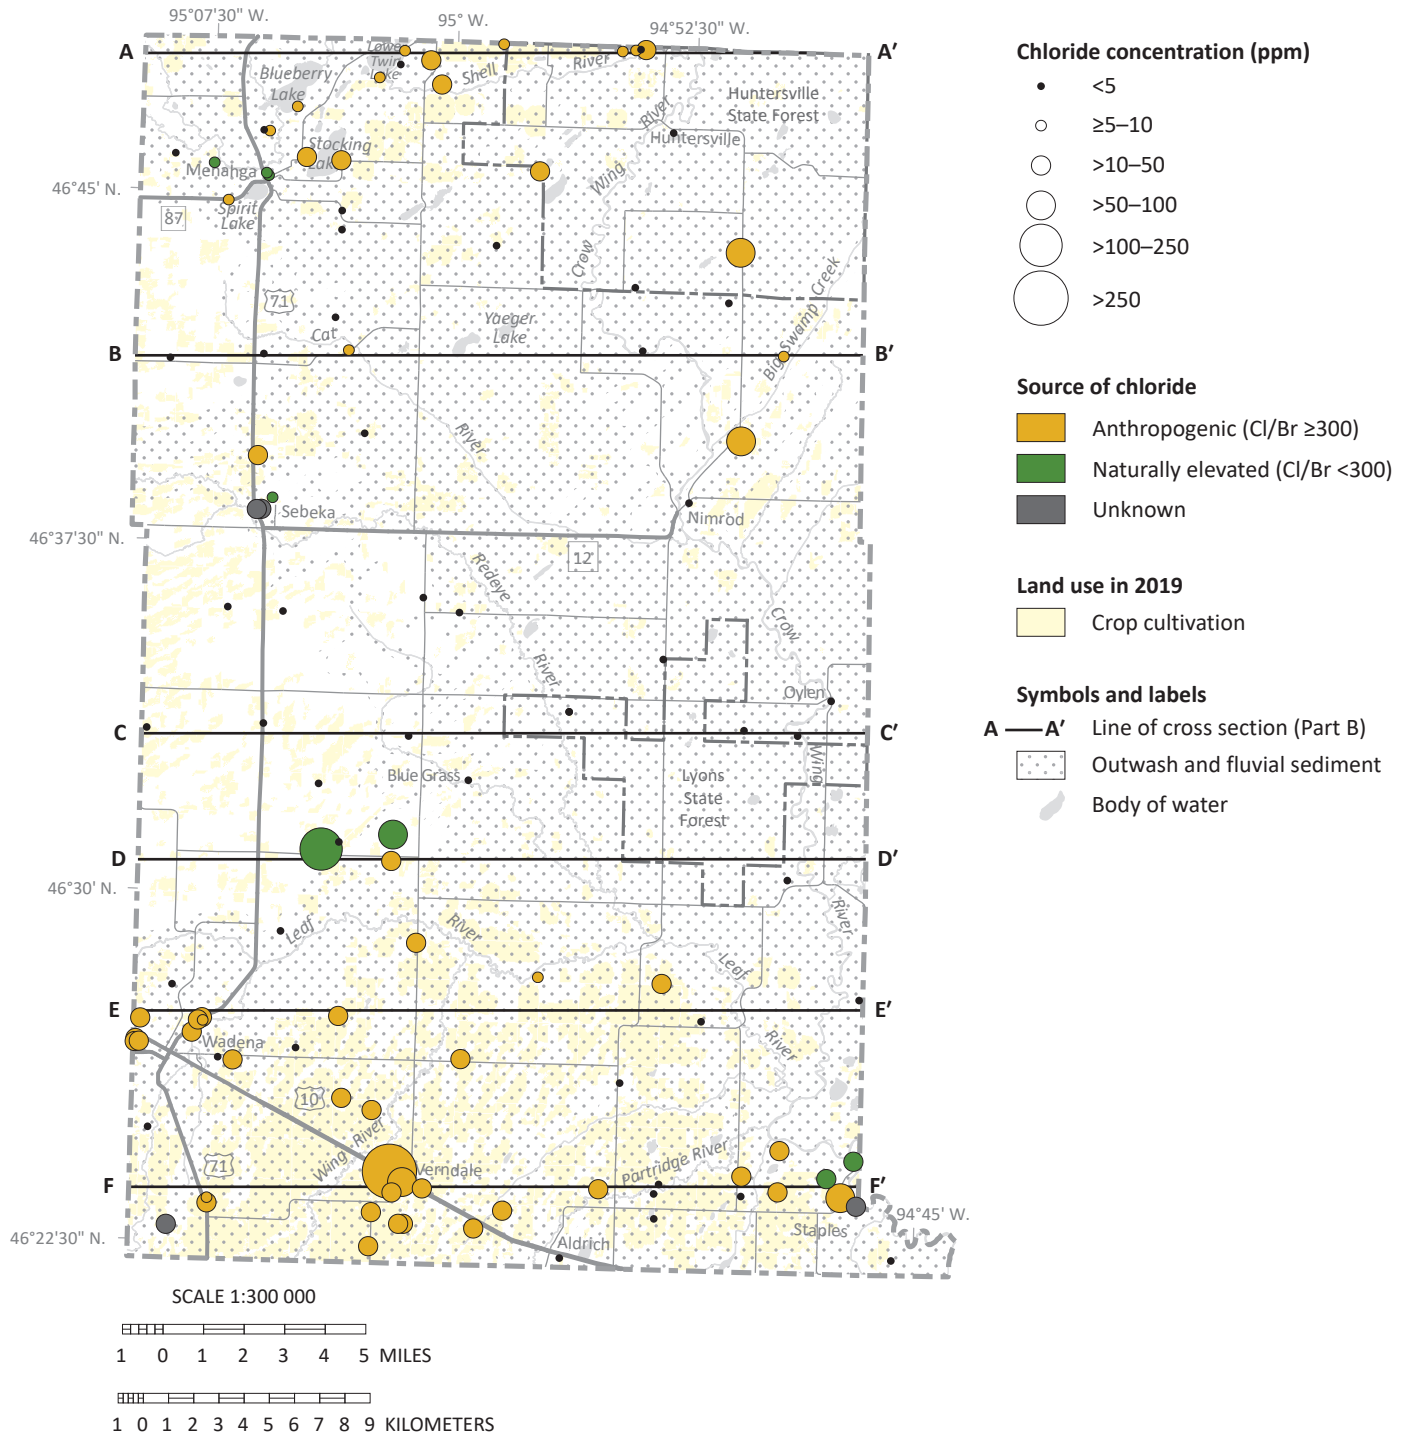 95°07'30" W.
95° W.
94°52'30" W.
A
A′
Lower
Twin
Lake
Blueberry
Lake
Shell
River
Huntersville
State Forest
River
Huntersville
Stocking
Lake
Menahga
Wing
46°45' N.
Spirit
Lake
87
Crow
71
Big Swamp Creek
Yaeger
Lake
Cat
B
B′
River
Sebeka
Nimrod
46°37'30" N.
12
Redeye
Crow
River
Oylen
C
C′
Wing
Blue Grass
Lyons
State
Forest
D
D′
46°30' N.
Leaf
River
River
Leaf
E
E′
Wadena
River
10
Wing River
71
Verndale
Partridge River
F
F′
94°45' W.
Staples
46°22'30" N.
Aldrich
SCALE 1:300 000
1 0 1 2 3 4 5 MILES
1 0 1 2 3 4 5 6 7 8 9 KILOMETERS
Chloride concentration (ppm)
<5
≥5–10
>10–50
>50–100
>100–250
>250
Source of chloride
Anthropogenic (Cl/Br ≥300)
Naturally elevated (Cl/Br <300)
Unknown
Land use in 2019
Crop cultivation
Symbols and labels
A A′ Line of cross section (Part B)
Outwash and fluvial sediment
Body of water